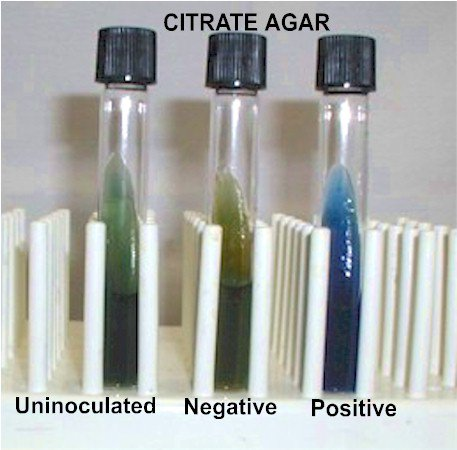 CITRATE AGAR
Uninoculated Negative Positive